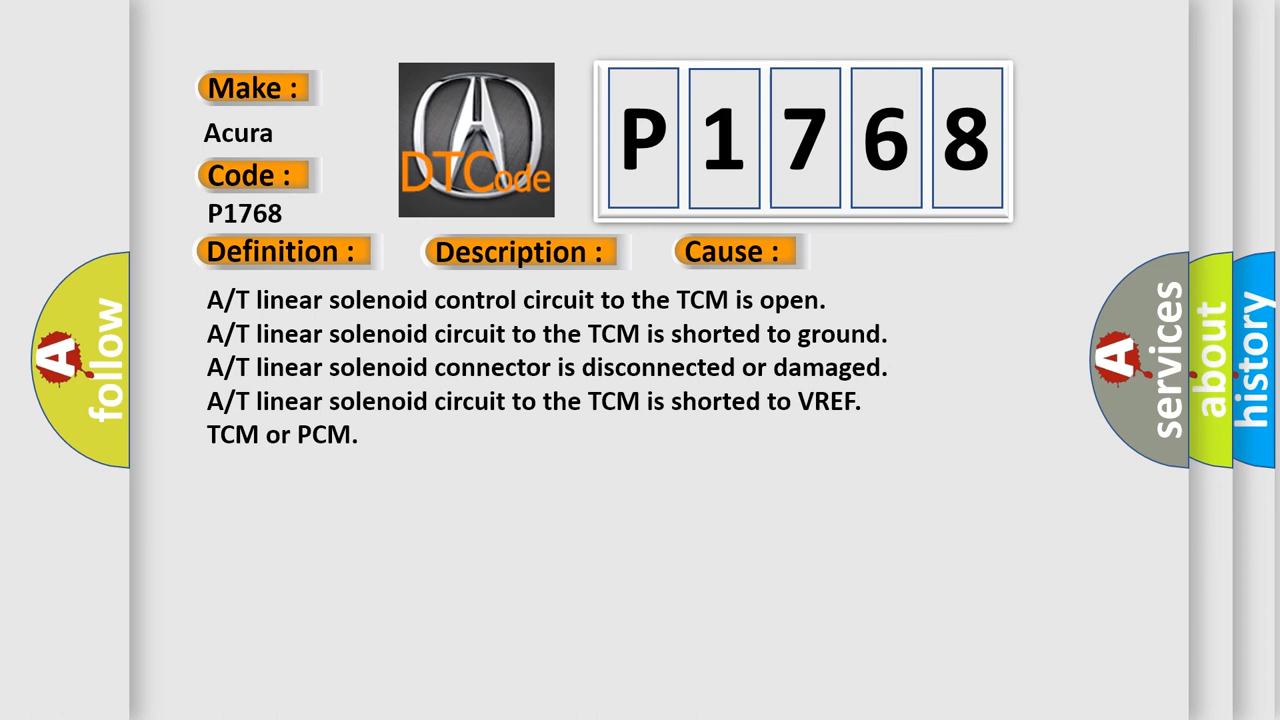 Make :
Acura
Code :
P1768
DTCode
P 1 7 6 8
Definition :
Description :
Cause :
A/T linear solenoid control circuit to the TCM is open.
A/T linear solenoid circuit to the TCM is shorted to ground.
A/T linear solenoid connector is disconnected or damaged.
A/T linear solenoid circuit to the TCM is shorted to VREF.
TCM or PCM.
A follow
A services
about
history